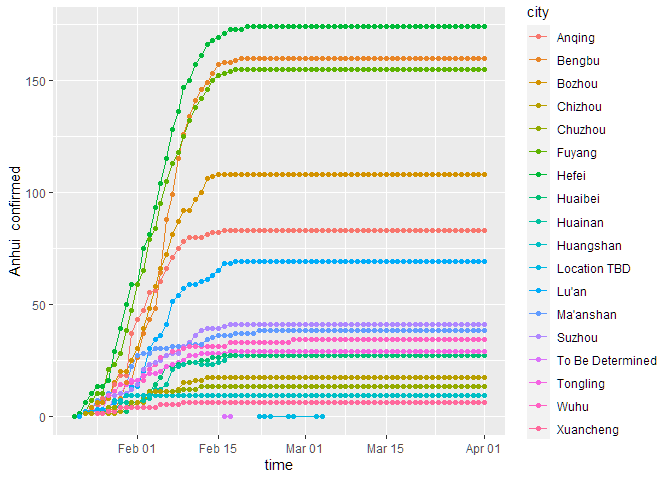 city
Anqing
Bengbu
Bozhou
Chizhou
Chuzhou
Fuyang
Hefei
Huaibei
Huainan
Huangshan
Location TBD
Lu'an
Ma'anshan
Suzhou
To Be Determined
Tongling
Wuhu
Xuancheng
Anhui confirmed
150
100
50
0
Feb 01 Feb 15 Mar 01 Mar 15 Apr 01
time